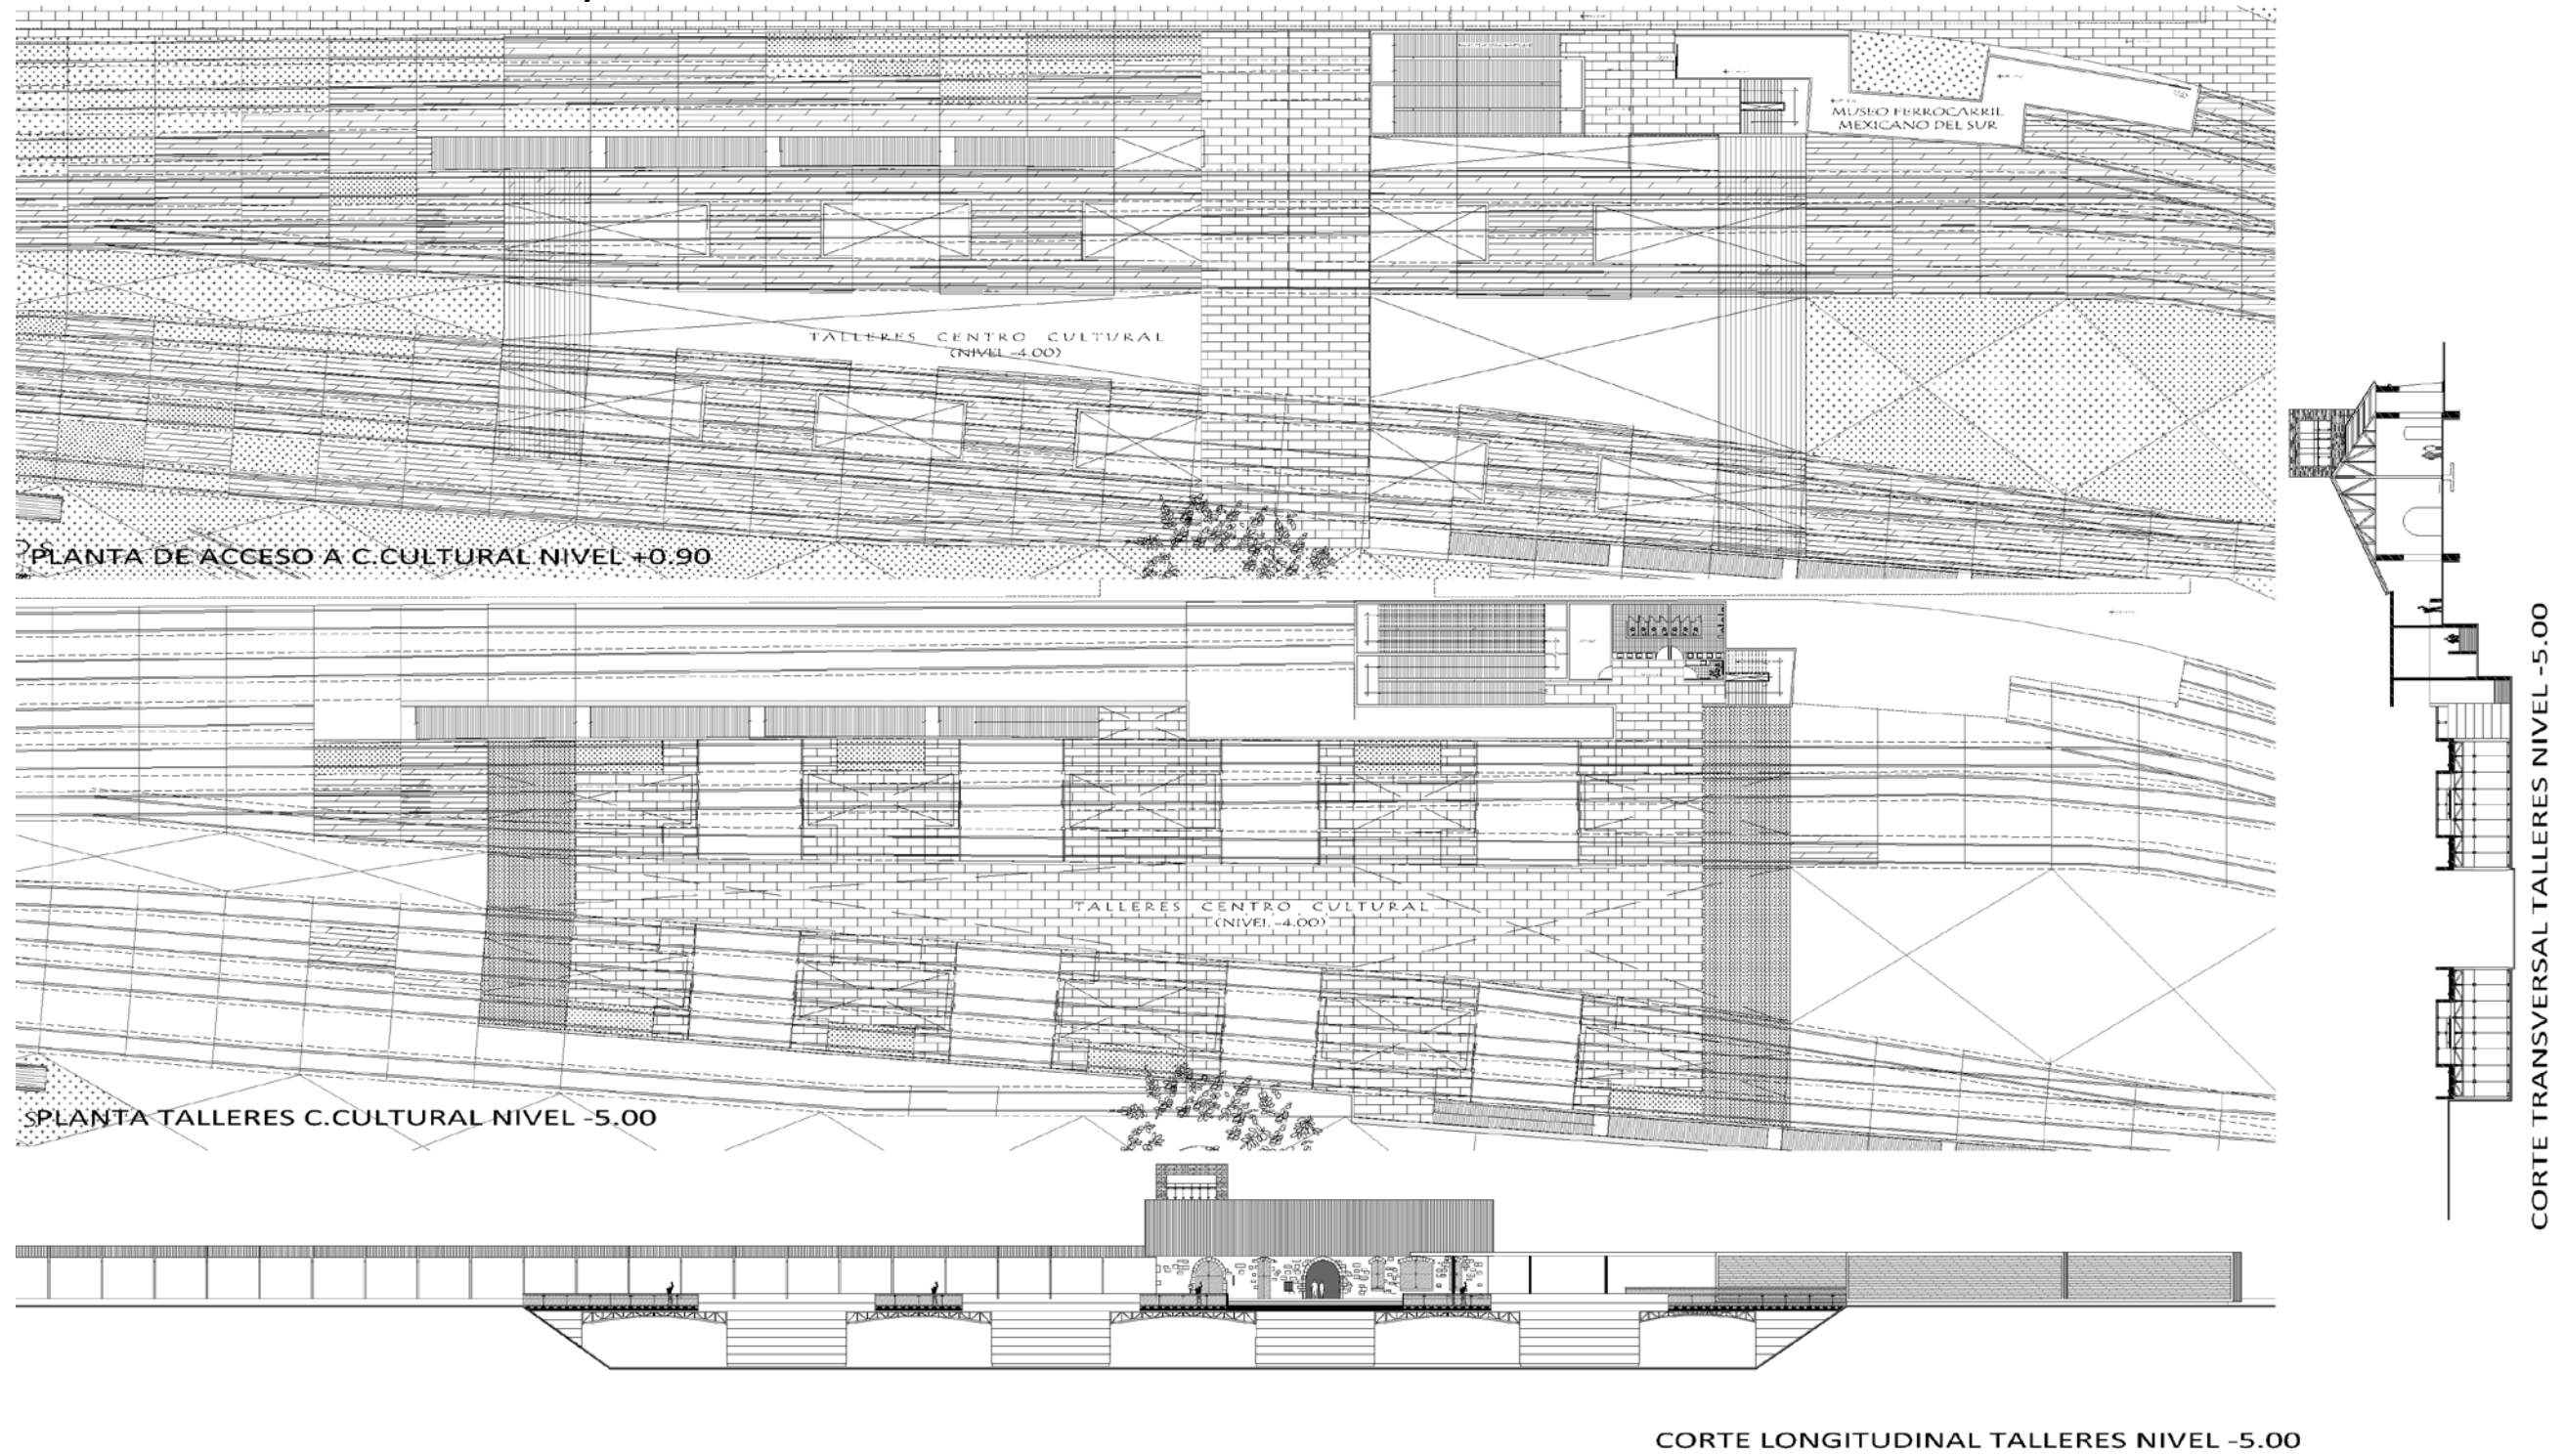 MUSEO FERROCARRIL
MEXICANO DEL SUR
TALLERES CENTRO CULTURAL
(NIVEL -4.00)
PLANTA DE ACCESO A C.CULTURAL NIVEL +0.90
TALLERES CENTRO CULTURAL
(NIVEL -4.00)
PLANTA TALLERES C.CULTURAL NIVEL -5.00
CORTE TRANSVERSAL TALLERES NIVEL -5.00
CORTE LONGITUDINAL TALLERES NIVEL -5.00